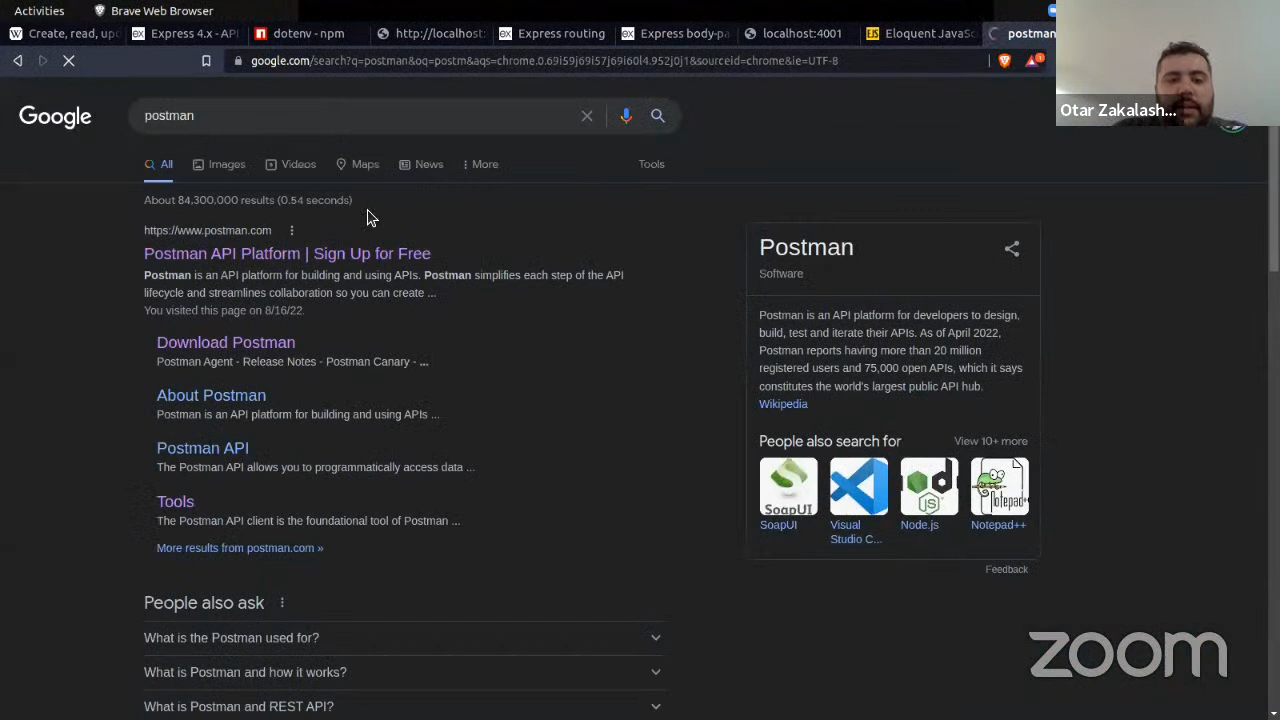 Activities
Brave Web Browser
Create, read, up
Express 4.x - API
dotenv - npm
http://localhost:
Express routing
Express body-pa
localhost:4001
Eloquent JavaSc
postman
google.com/search?q=postman&oq=postm&aqs=chrome.0.69i59j69i57j69i60l4.952j0j1&sourceid=chrome&ie=UTF-8
Otar Zakalash...
Google
postman
All
Images
Videos
Maps
News
More
Tools
About 84,300,000 results (0.54 seconds)
https://www.postman.com
Postman API Platform | Sign Up for Free
Postman is an API platform for building and using APIs. Postman simplifies each step of the API
lifecycle and streamlines collaboration so you can create ...
You visited this page on 8/16/22.
Download Postman
Postman Agent - Release Notes - Postman Canary - ...
About Postman
Postman is an API platform for building and using APIs ...
Postman API
The Postman API allows you to programmatically access data ...
Tools
The Postman API client is the foundational tool of Postman ...
More results from postman.com »
People also ask
What is the Postman used for?
What is Postman and how it works?
What is Postman and REST API?
Postman
Software
Postman is an API platform for developers to design,
build, test and iterate their APIs. As of April 2022,
Postman reports having more than 20 million
registered users and 75,000 open APIs, which it says
constitutes the world's largest public API hub.
Wikipedia
People also search for
View 10+ more
SoapUI
Notepad++
SoapUI
Visual
Studio C...
Node.js
Notepad++
Feedback
zoom